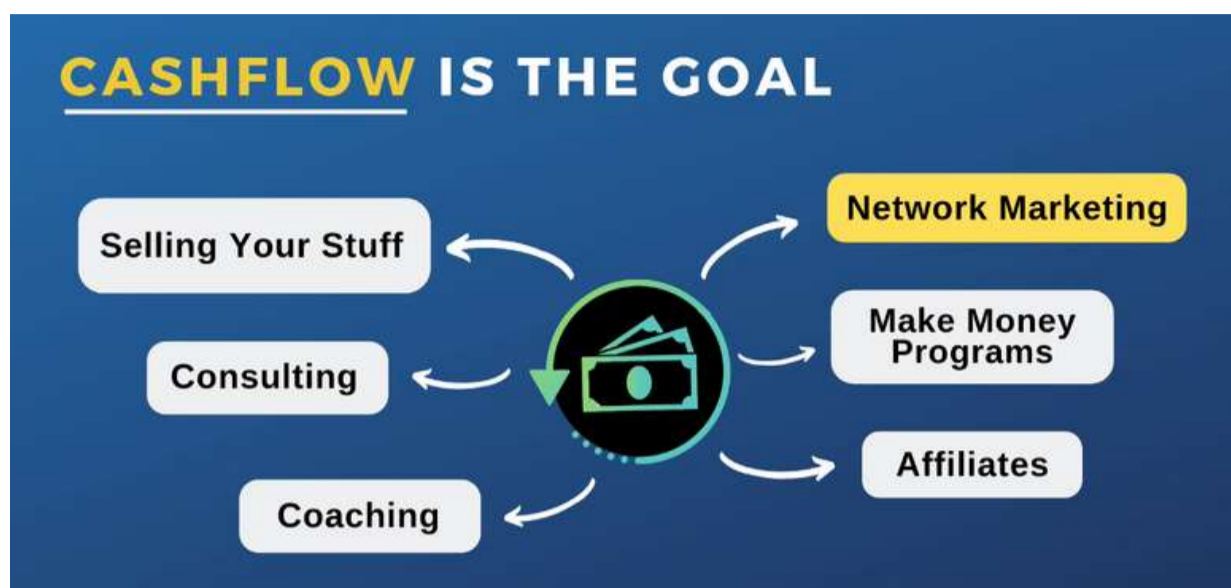 CASHFLOW IS THE GOAL
Selling Your Stuff
Consulting
Coaching
Network Marketing
Make Money
Programs
Affiliates